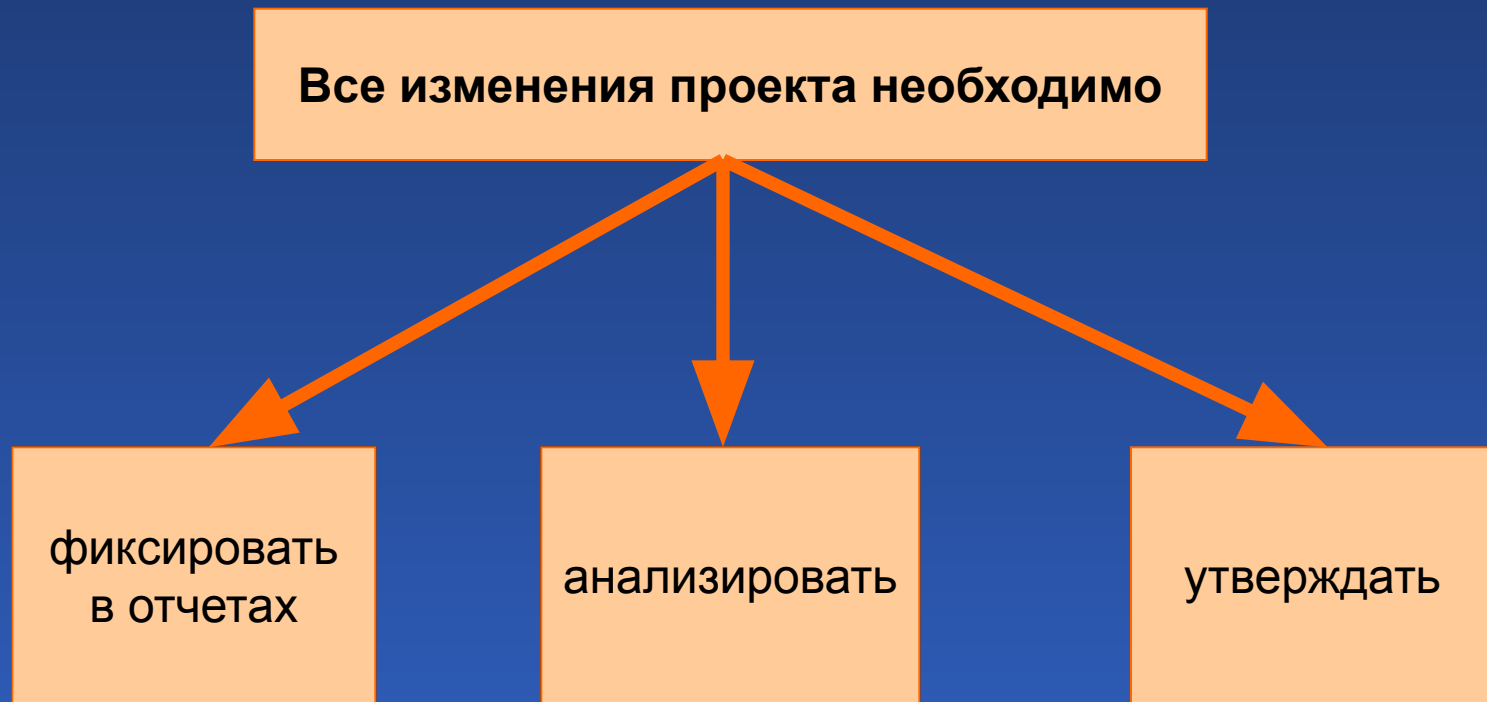 Все изменения проекта необходимо
фиксировать
в отчетах
анализировать
утверждать